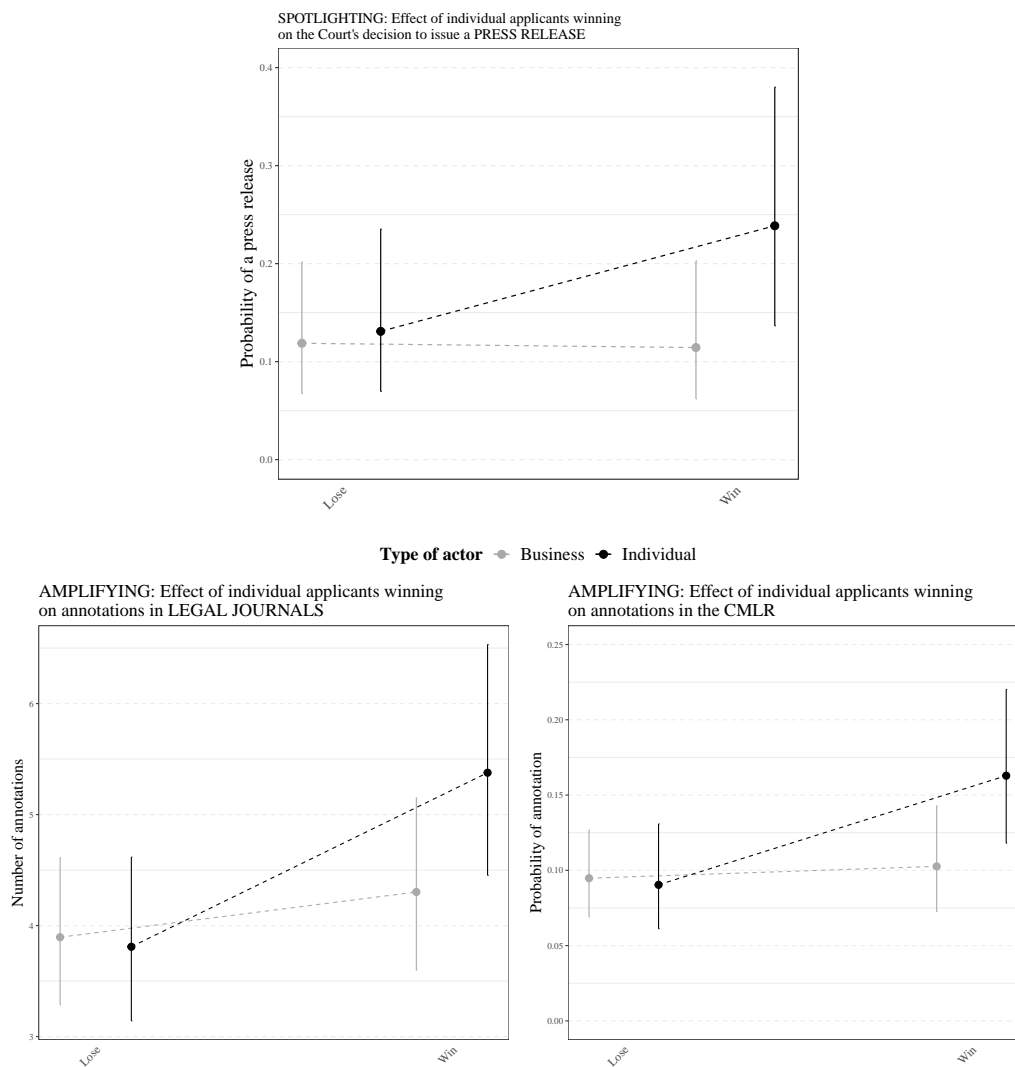 SPOTLIGHTING: Effect of individual applicants winning
on the Court's decision to issue a PRESS RELEASE
Probability of a press release
0.4
0.3
0.2
0.1
0.0
Lose
Win
Type of actor Business Individual
AMPLIFYING: Effect of individual applicants winning
on annotations in LEGAL JOURNALS
Number of annotations
6
5
4
3
Lose
Win
AMPLIFYING: Effect of individual applicants winning
on annotations in the CMLR
Probability of annotation
0.25
0.20
0.15
0.10
0.05
0.00
Lose
Win